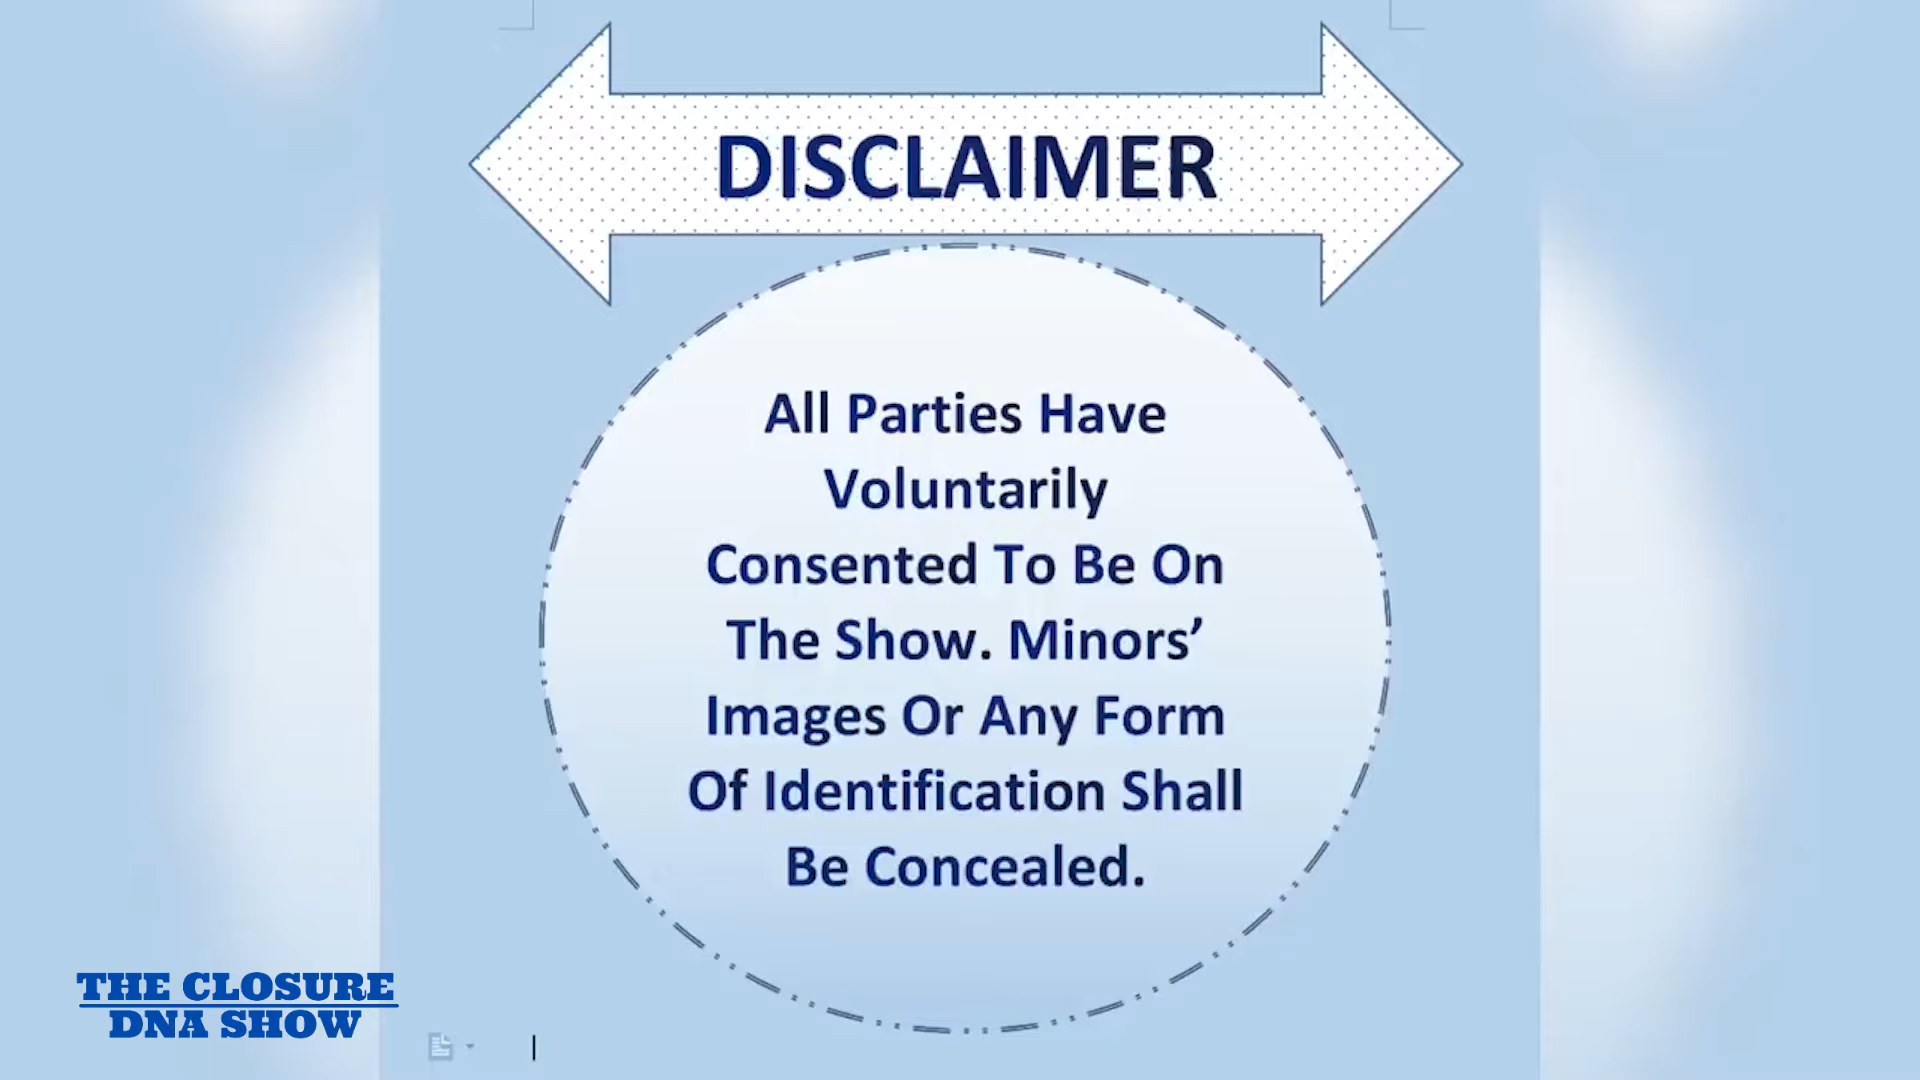 DISCLAIMER
All Parties Have
Voluntarily
Consented To Be On
The Show. Minors’
Images Or Any Form
Of Identification Shall
Be Concealed.
THE CLOSURE
DNA SHOW